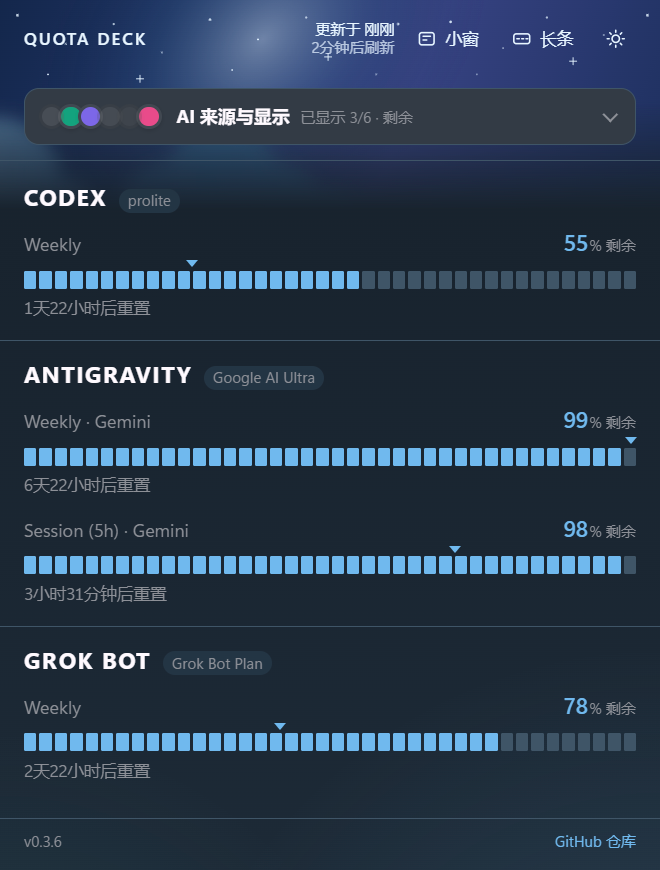 QUOTA DECK
更新于 刚刚
2分钟后刷新
小窗
长条
AI 来源与显示 已显示 3/6 · 剩余
CODEX prolite
Weekly 55% 剩余
1天22小时后重置
ANTIGRAVITY Google AI Ultra
Weekly · Gemini 99% 剩余
6天22小时后重置
Session (5h) · Gemini 98% 剩余
3小时31分钟后重置
GROK BOT Grok Bot Plan
Weekly 78% 剩余
2天22小时后重置
v0.3.6 GitHub 仓库